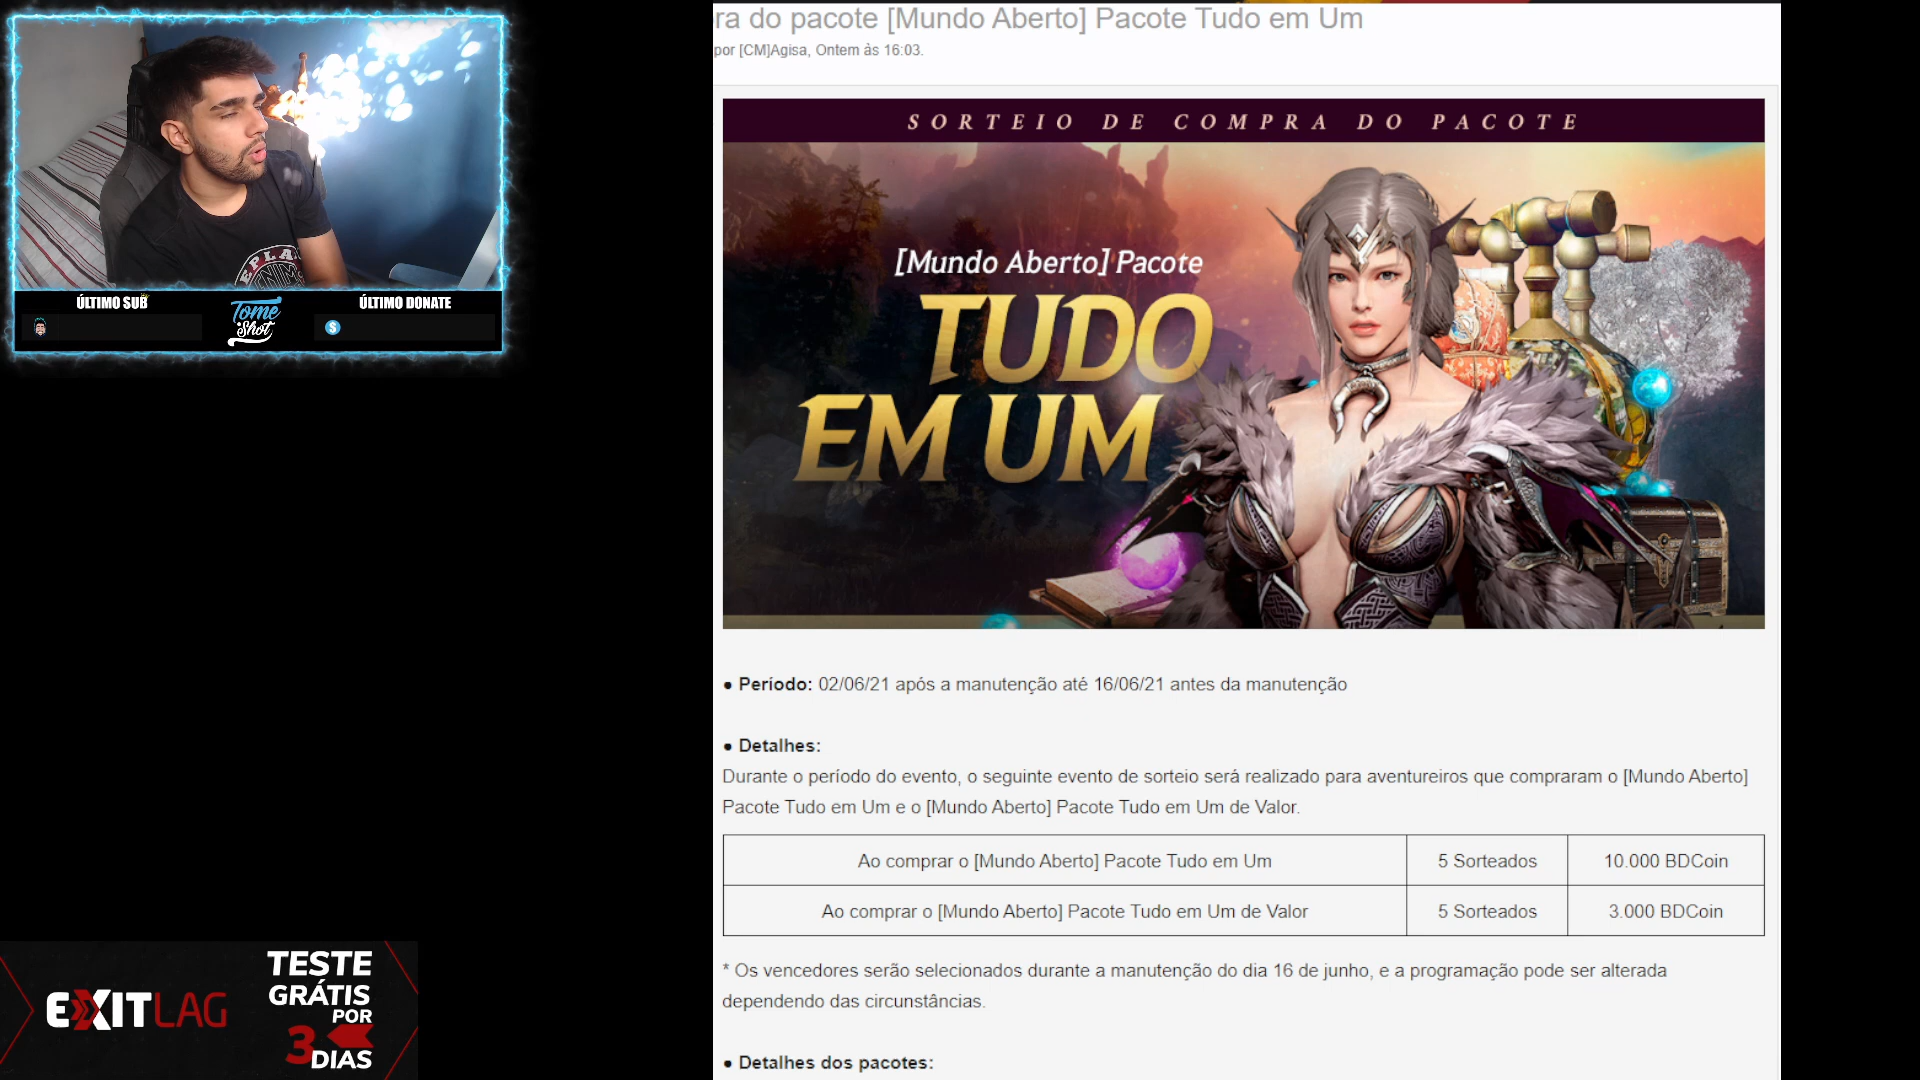 ra do pacote [Mundo Aberto] Pacote Tudo em Um
por [CM]Agisa, Ontem às 16:03.
SORTEIO DE COMPRA DO PACOTE
[Mundo Aberto] Pacote
TUDO
EM UM
● Período: 02/06/21 após a manutenção até 16/06/21 antes da manutenção
● Detalhes:
Durante o período do evento, o seguinte evento de sorteio será realizado para aventureiros que compraram o [Mundo Aberto]
Pacote Tudo em Um e o [Mundo Aberto] Pacote Tudo em Um de Valor.
Ao comprar o [Mundo Aberto] Pacote Tudo em Um 5 Sorteados 10.000 BDCoin
Ao comprar o [Mundo Aberto] Pacote Tudo em Um de Valor 5 Sorteados 3.000 BDCoin
* Os vencedores serão selecionados durante a manutenção do dia 16 de junho, e a programação pode ser alterada
dependendo das circunstâncias.
● Detalhes dos pacotes:
ÚLTIMO SUB
Tome
Shot
ÚLTIMO DONATE
$
EXITLAG
TESTE
GRÁTIS
POR
3 DIAS